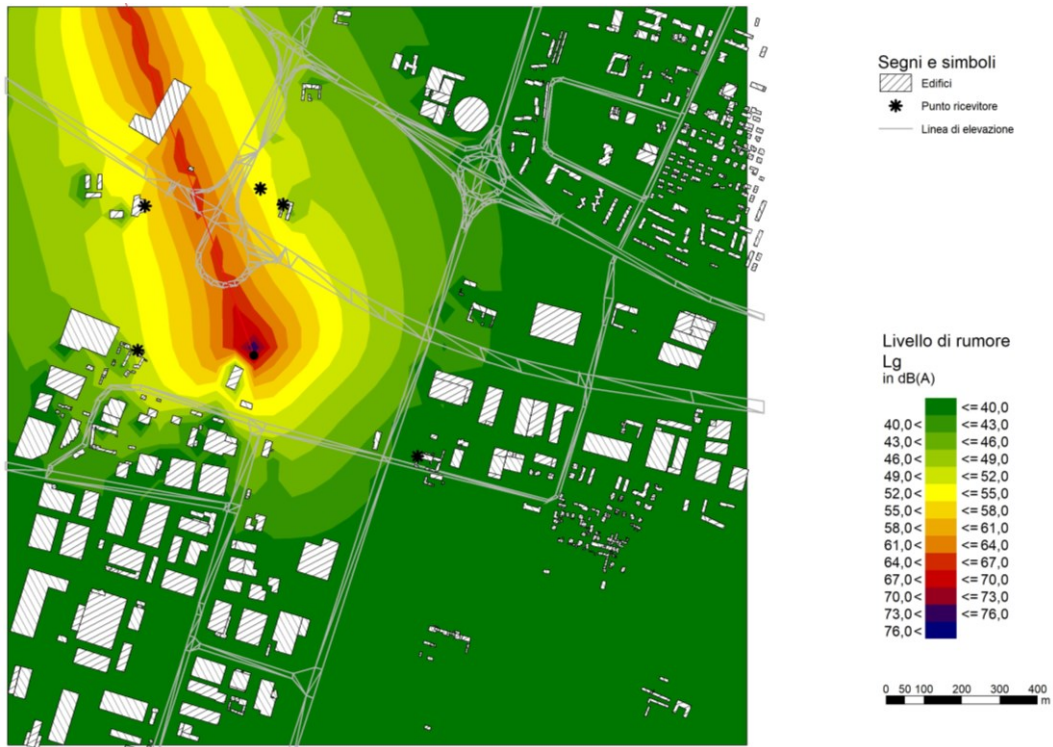 Segni e simboli
Edifici
Punto ricevitore
Linea di elevazione
Livello di rumore
Lg
in dB(A)
<= 40,0
40,0 < <= 43,0
43,0 < <= 46,0
46,0 < <= 49,0
49,0 < <= 52,0
52,0 < <= 55,0
55,0 < <= 58,0
58,0 < <= 61,0
61,0 < <= 64,0
64,0 < <= 67,0
67,0 < <= 70,0
70,0 < <= 73,0
73,0 < <= 76,0
76,0 <
0 50 100 200 300 400
m